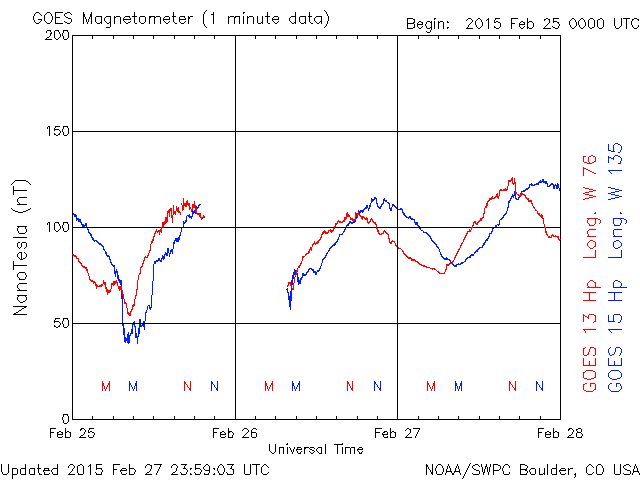 GOES Magnetometer (1 minute data)
Begin: 2015 Feb 25 0000 UTC
200
150
100
50
0
NanoTesla (nT)
M M N N M M N N M M N N
Feb 25 Feb 26 Feb 27 Feb 28
Universal Time
GOES 13 Hp Long. W 76
GOES 15 Hp Long. W 135
Updated 2015 Feb 27 23:59:03 UTC
NOAA/SWPC Boulder, CO USA